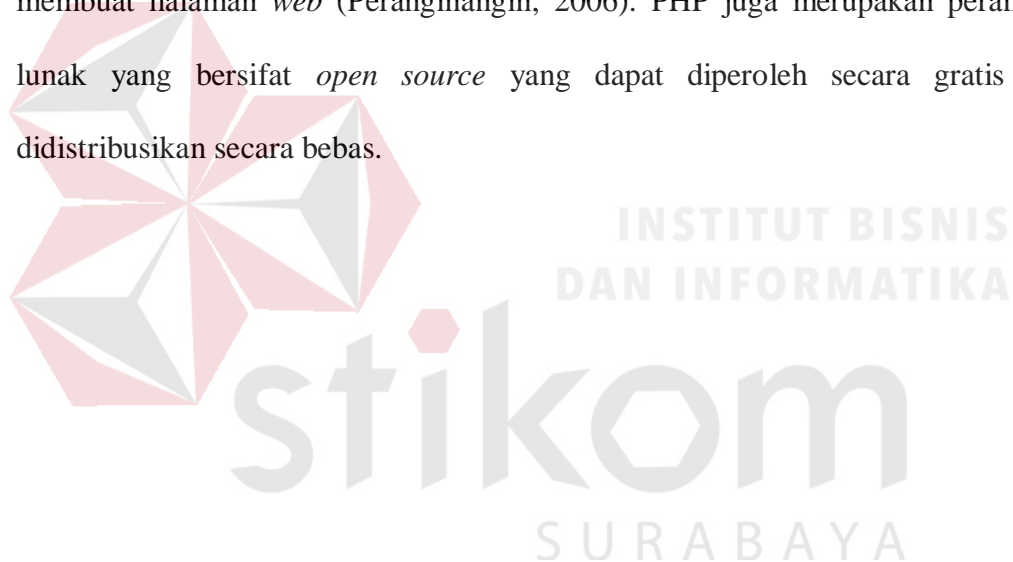 membuat halaman web (Peranginangin, 2006). PHP juga merupakan
lunak yang bersifat open source yang dapat diperoleh secara gratis
didistribusikan secara bebas.
INSTITUT BISNIS
DAN INFORMATIKA
stikom
SURABAYA